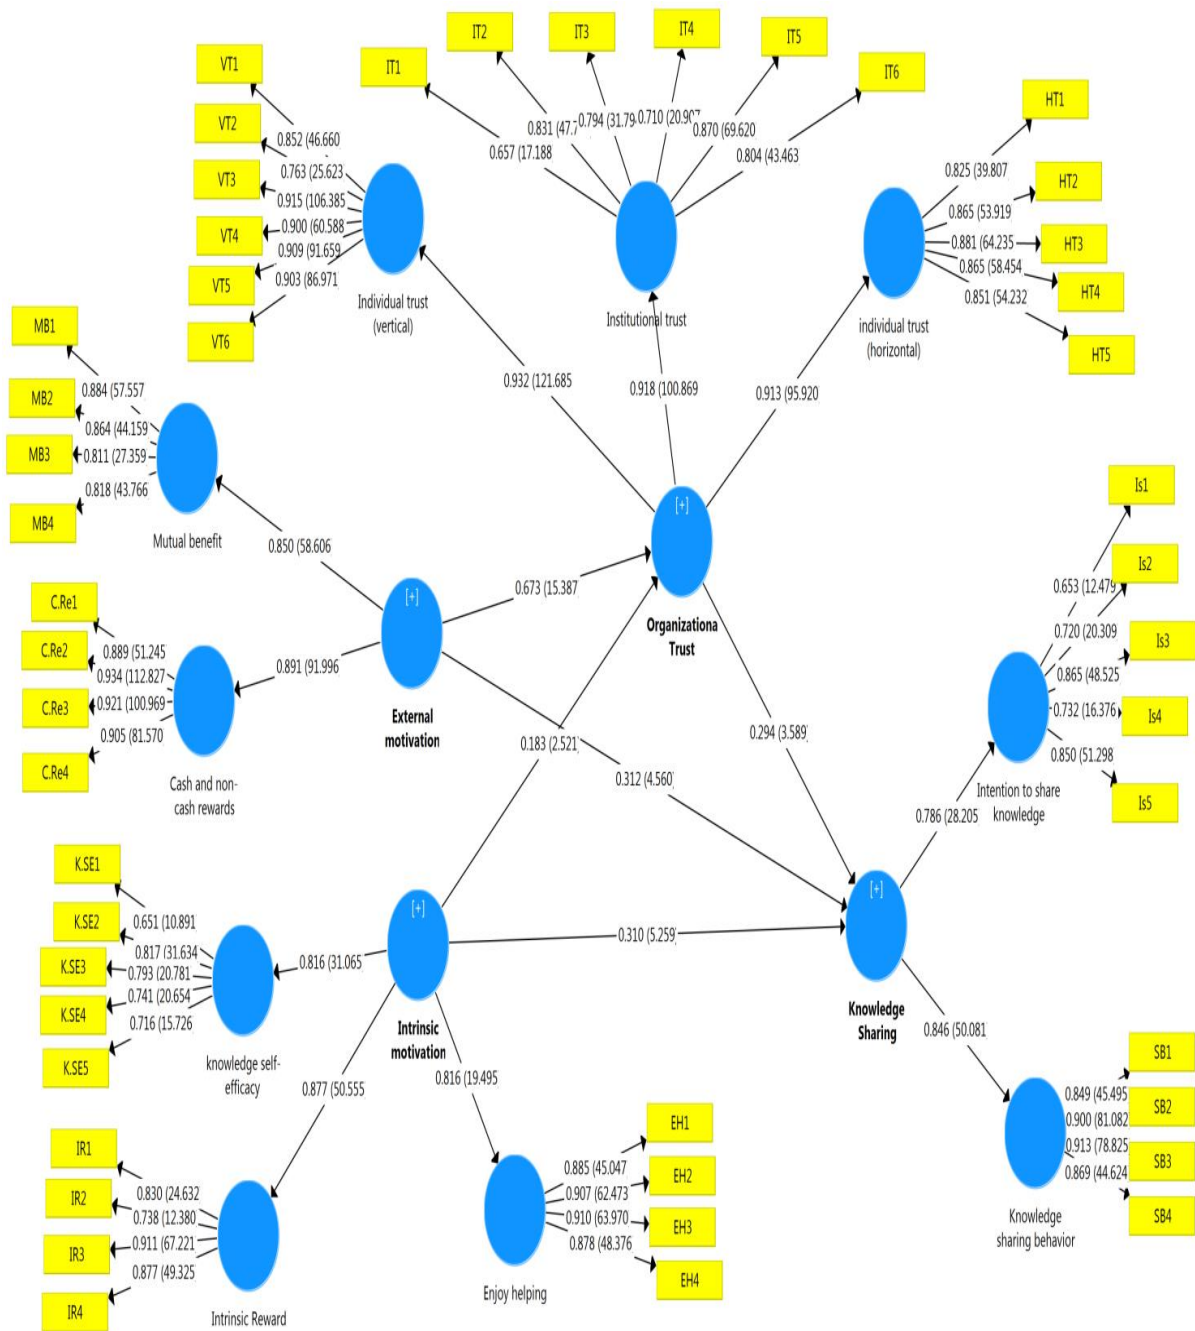 IT1
IT2
IT3
IT4
IT5
IT6
0.657 (17.188
0.831 (47.7
0.794 (31.79
0.710 (20.907
0.870 (69.620
0.804 (43.463
VT1
VT2
VT3
VT4
VT5
VT6
0.852 (46.660
0.763 (25.623
0.915 (106.385
0.900 (60.588
0.909 (91.659
0.903 (86.971
Individual trust
(vertical)
Institutional trust
individual trust
(horizontal)
HT1
HT2
HT3
HT4
HT5
0.825 (39.807
0.865 (53.919
0.881 (64.235
0.865 (58.454
0.851 (54.232
0.932 (121.685
0.918 (100.869
0.913 (95.920
MB1
MB2
MB3
MB4
0.884 (57.557
0.864 (44.159
0.811 (27.359
0.818 (43.766
Mutual benefit
0.850 (58.606
[+]
Organizationa
Trust
0.673 (15.387
C.Re1
C.Re2
C.Re3
C.Re4
0.889 (51.245
0.934 (112.827
0.921 (100.969
0.905 (81.570
Cash and non-
cash rewards
0.891 (91.996
[+]
External
motivation
0.183 (2.521)
0.312 (4.560)
0.294 (3.589)
Is1
Is2
Is3
Is4
Is5
0.653 (12.479
0.720 (20.309
0.865 (48.525
0.732 (16.376
0.850 (51.298
Intention to share
knowledge
0.786 (28.205
K.SE1
K.SE2
K.SE3
K.SE4
K.SE5
0.651 (10.891
0.817 (31.634
0.793 (20.781
0.741 (20.654
0.716 (15.726
knowledge self-
efficacy
0.816 (31.065
[+]
Intrinsic
motivation
0.310 (5.259)
[+]
Knowledge
Sharing
0.877 (50.555
0.816 (19.495
0.846 (50.081
IR1
IR2
IR3
IR4
0.830 (24.632
0.738 (12.380
0.911 (67.221
0.877 (49.325
Intrinsic Reward
EH1
EH2
EH3
EH4
0.885 (45.047
0.907 (62.473
0.910 (63.970
0.878 (48.376
Enjoy helping
SB1
SB2
SB3
SB4
0.849 (45.495
0.900 (81.082
0.913 (78.825
0.869 (44.624
Knowledge
sharing behavior